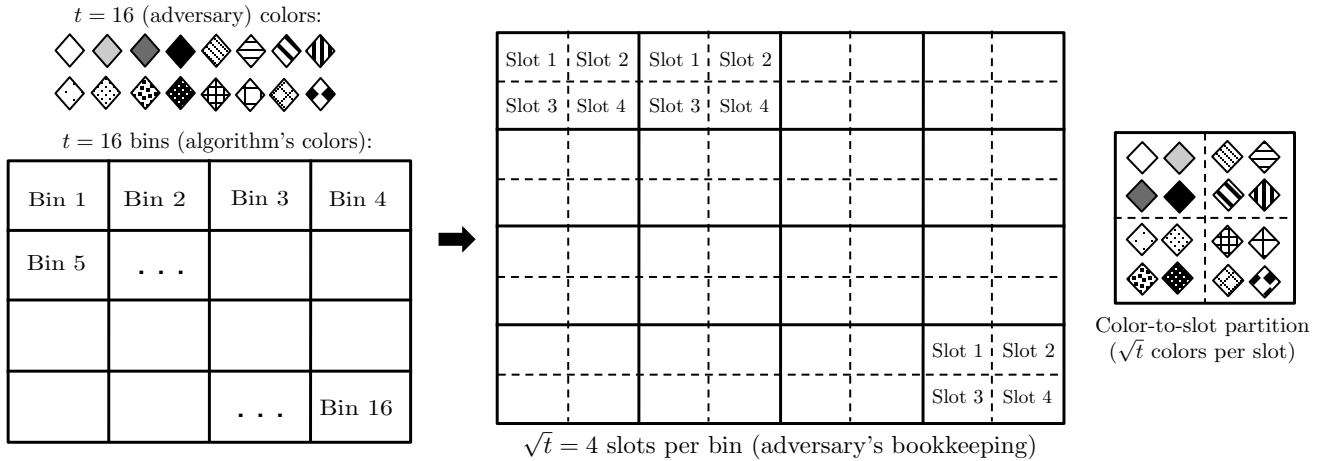 t = 16 (adversary) colors:
t = 16 bins (algorithm's colors):
Bin 1 Bin 2 Bin 3 Bin 4
Bin 5 . . .
. . . Bin 16
Slot 1 Slot 2 Slot 1 Slot 2
Slot 3 Slot 4 Slot 3 Slot 4
Slot 1 Slot 2
Slot 3 Slot 4
√t = 4 slots per bin (adversary's bookkeeping)
Color-to-slot partition
(√t colors per slot)